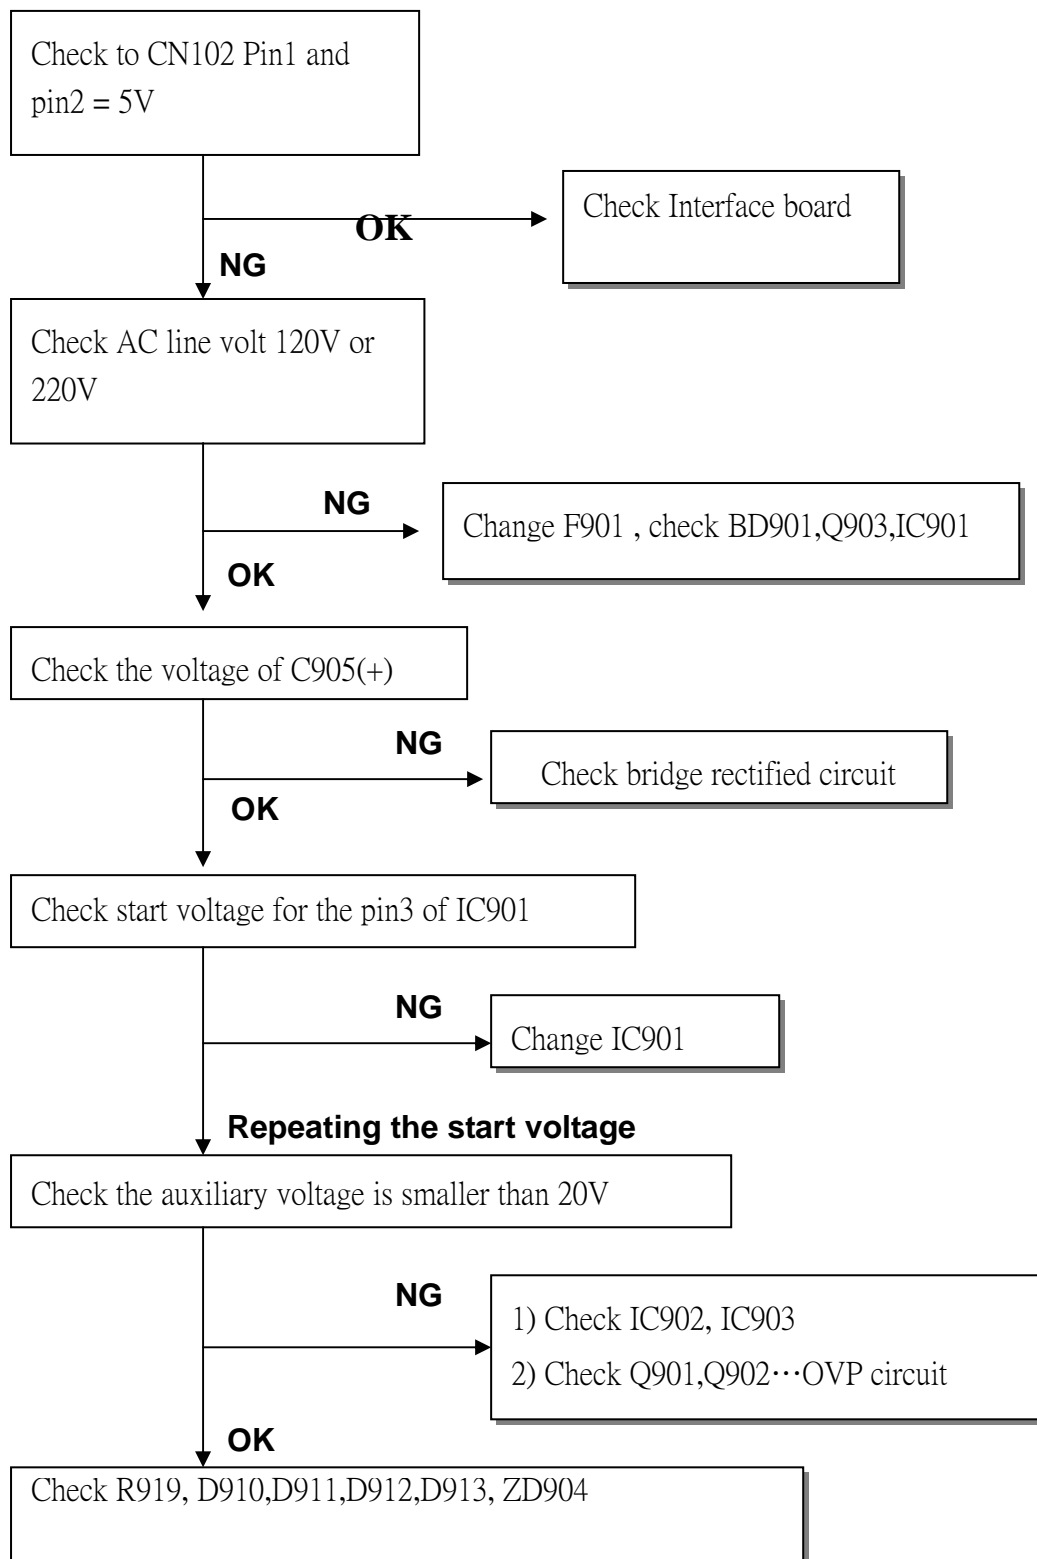 Check to CN102 Pin1 and
pin2 = 5V
OK
Check Interface board
NG
Check AC line volt 120V or
220V
NG
Change F901 , check BD901,Q903,IC901
OK
Check the voltage of C905(+)
NG
Check bridge rectified circuit
OK
Check start voltage for the pin3 of IC901
NG
Change IC901
Repeating the start voltage
Check the auxiliary voltage is smaller than 20V
NG
1) Check IC902, IC903
2) Check Q901,Q902⋯OVP circuit
OK
Check R919, D910,D911,D912,D913, ZD904